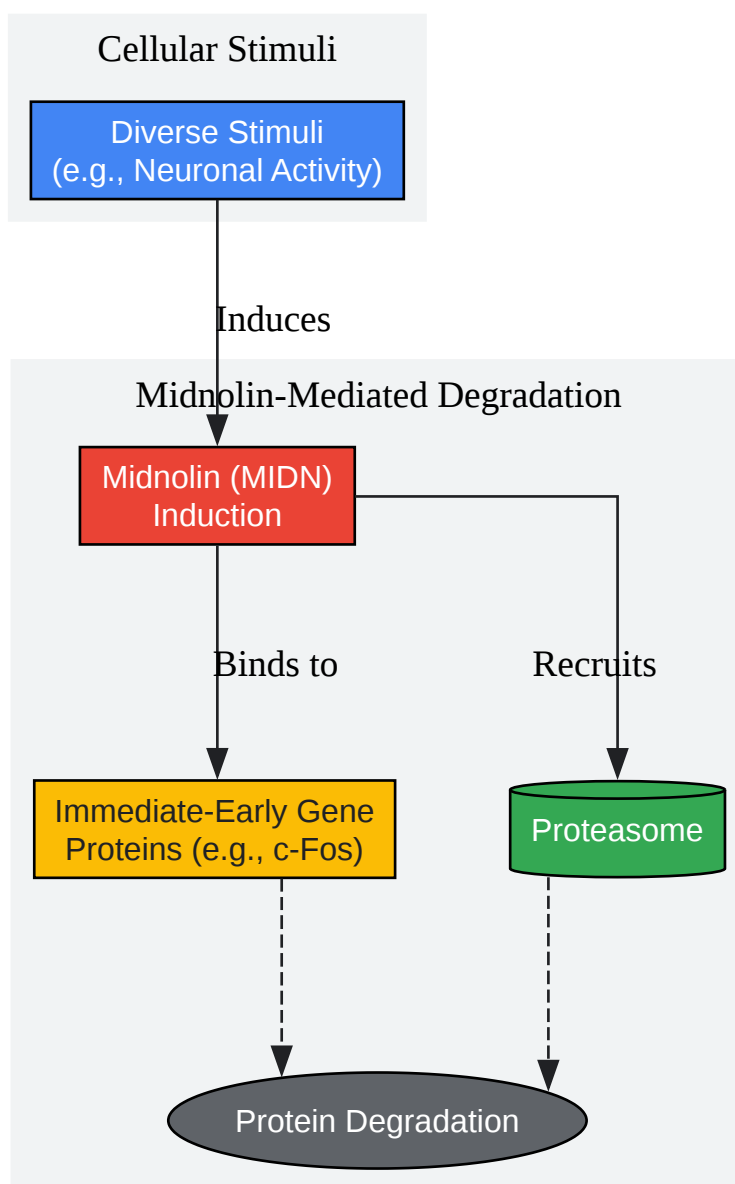 Cellular Stimuli
Diverse Stimuli
(e.g., Neuronal Activity)
Induces
Midnolin-Mediated Degradation
Midnolin (MIDN)
Induction
Binds to
Recruits
Immediate-Early Gene
Proteins (e.g., c-Fos)
Proteasome
Protein Degradation